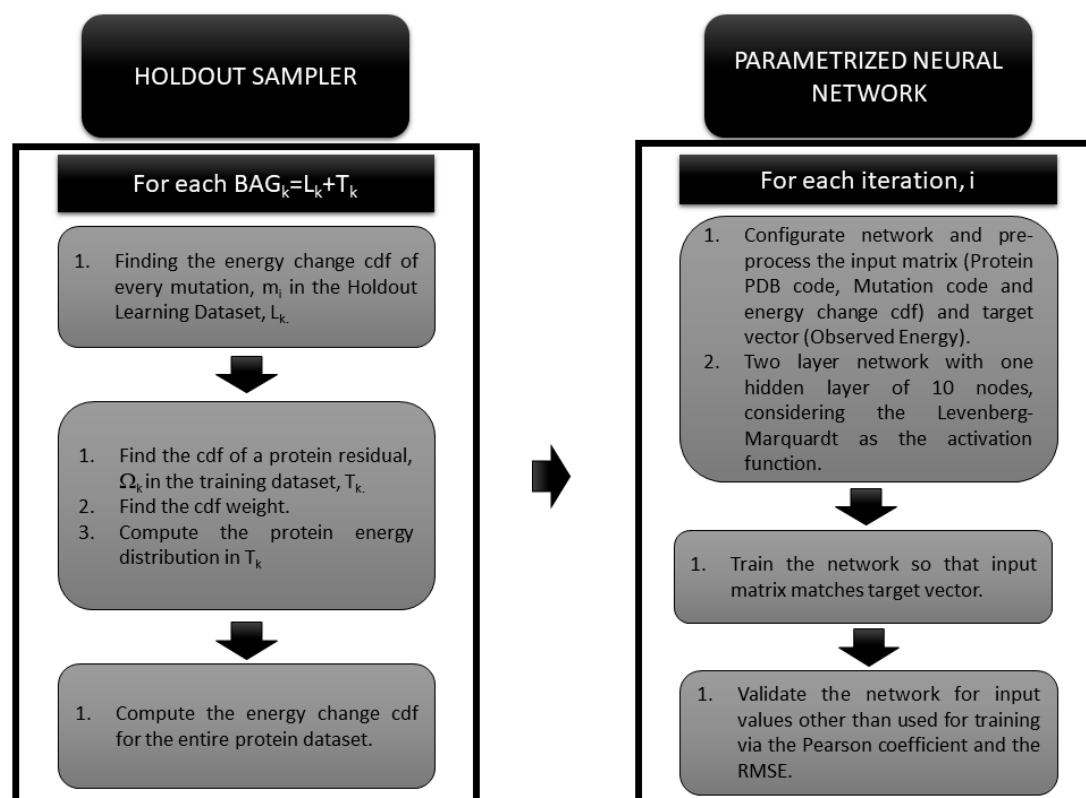 HOLDOUT SAMPLER
For each BAGk=Lk+Tk
1. Finding the energy change cdf of
every mutation, mi in the Holdout
Learning Dataset, Lk.
1. Find the cdf of a protein residual,
Ωk in the training dataset, Tk.
2. Find the cdf weight.
3. Compute the protein energy
distribution in Tk
1. Compute the energy change cdf
for the entire protein dataset.
PARAMETRIZED NEURAL
NETWORK
For each iteration, i
1. Configurate network and pre-
process the input matrix (Protein
PDB code, Mutation code and
energy change cdf) and target
vector (Observed Energy).
2. Two layer network with one
hidden layer of 10 nodes,
considering the Levenberg-
Marquardt as the activation
function.
1. Train the network so that input
matrix matches target vector.
1. Validate the network for input
values other than used for training
via the Pearson coefficient and the
RMSE.